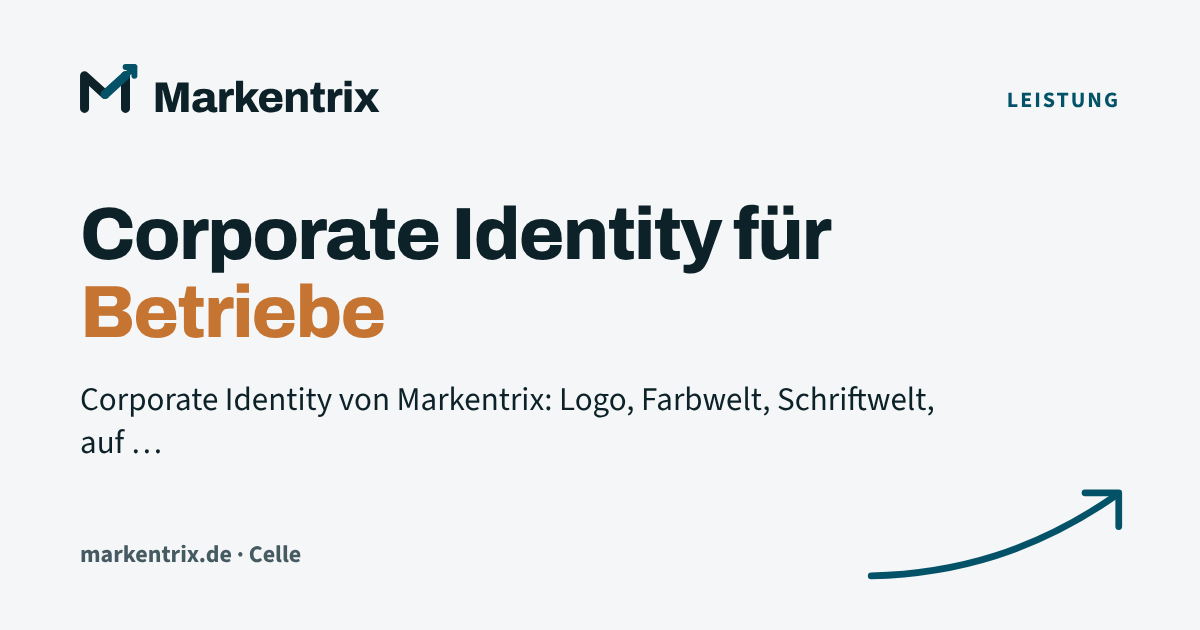 Markentrix
LEISTUNG
Corporate Identity für
Betriebe
Corporate Identity von Markentrix: Logo, Farbwelt, Schriftwelt,
auf …
markentrix.de · Celle